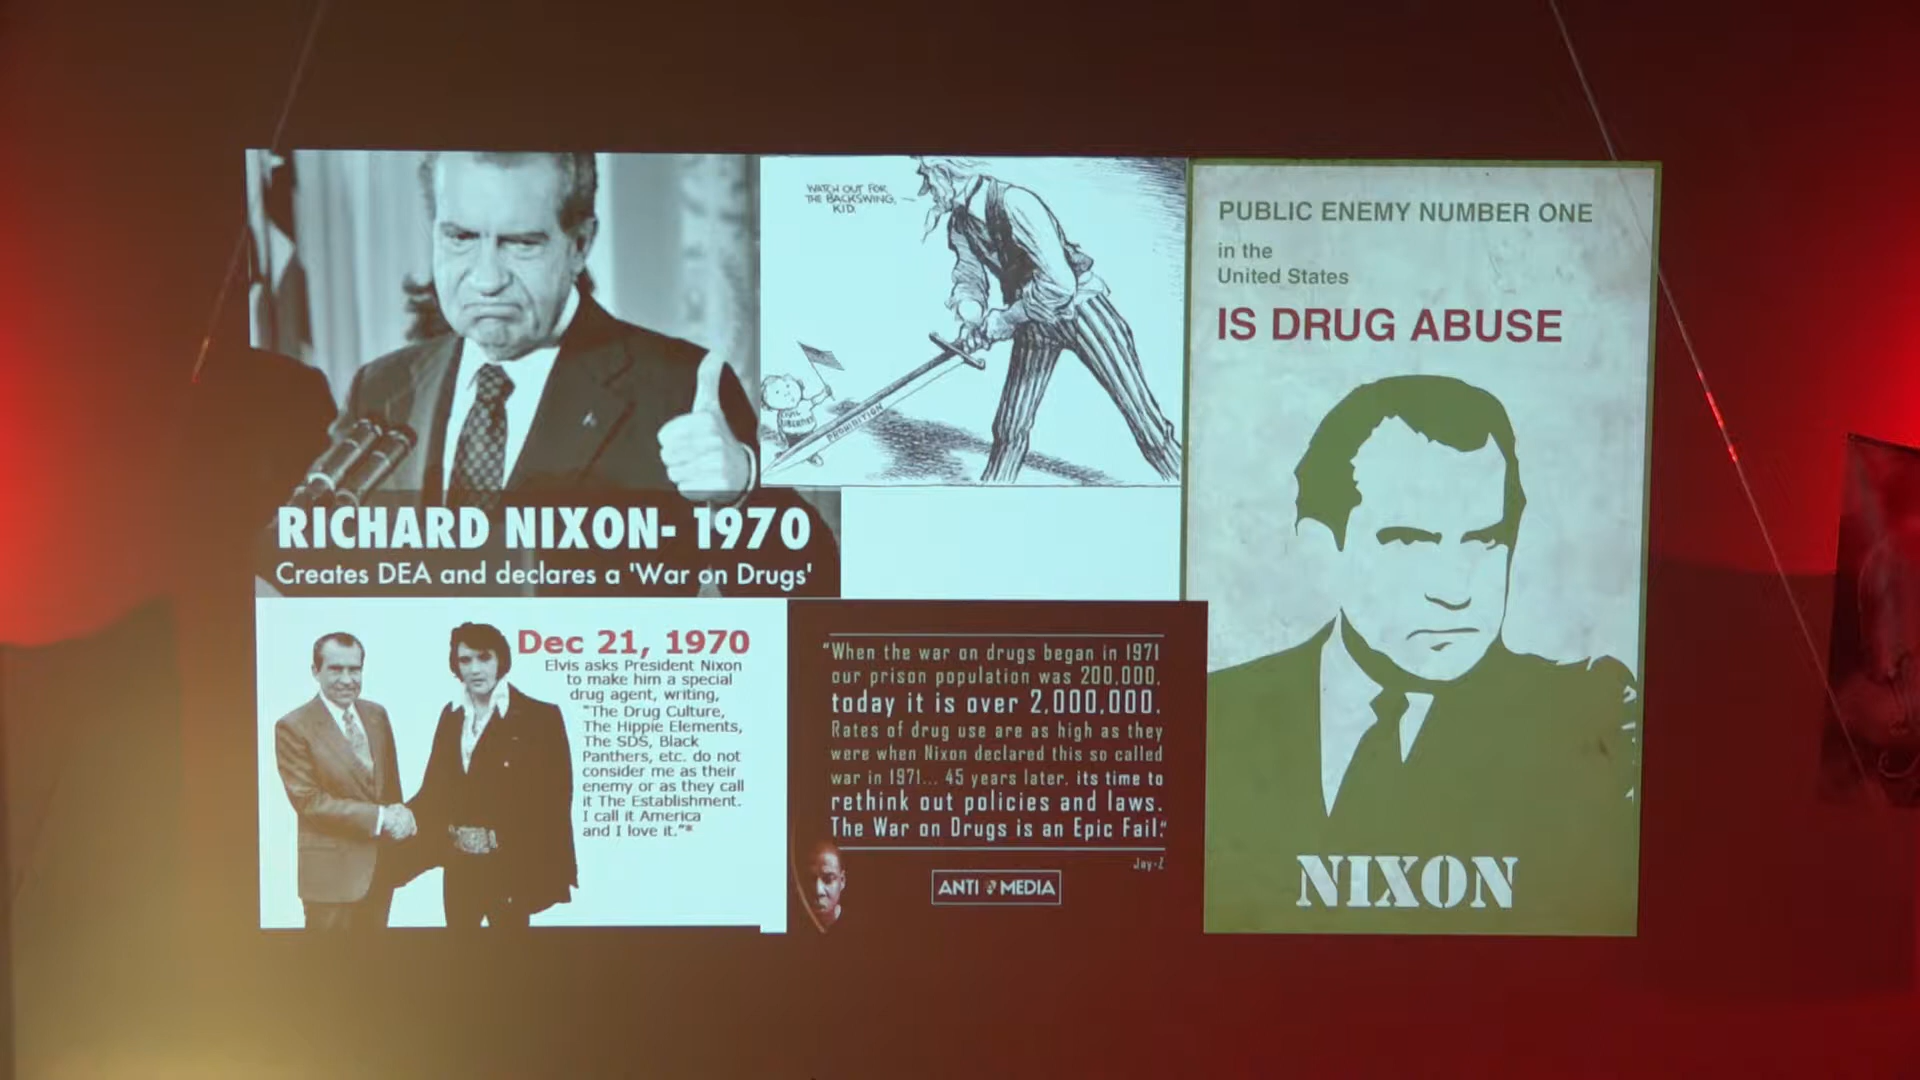 WATCH OUT FOR
THE BACKSWING,
KID.
CIVIL
LIBERTIES
PROHIBITION
RICHARD NIXON- 1970
Creates DEA and declares a 'War on Drugs'
Dec 21, 1970
Elvis asks President Nixon
to make him a special
drug agent, writing,
"The Drug Culture,
The Hippie Elements,
The SDS, Black
Panthers, etc. do not
consider me as their
enemy or as they call
it The Establishment.
I call it America
and I love it."*
"When the war on drugs began in 1971
our prison population was 200,000,
today it is over 2,000,000.
Rates of drug use are as high as they
were when Nixon declared this so called
war in 1971... 45 years later, its time to
rethink out policies and laws.
The War on Drugs is an Epic Fail."
Jay-Z
ANTI MEDIA
PUBLIC ENEMY NUMBER ONE
in the
United States
IS DRUG ABUSE
NIXON